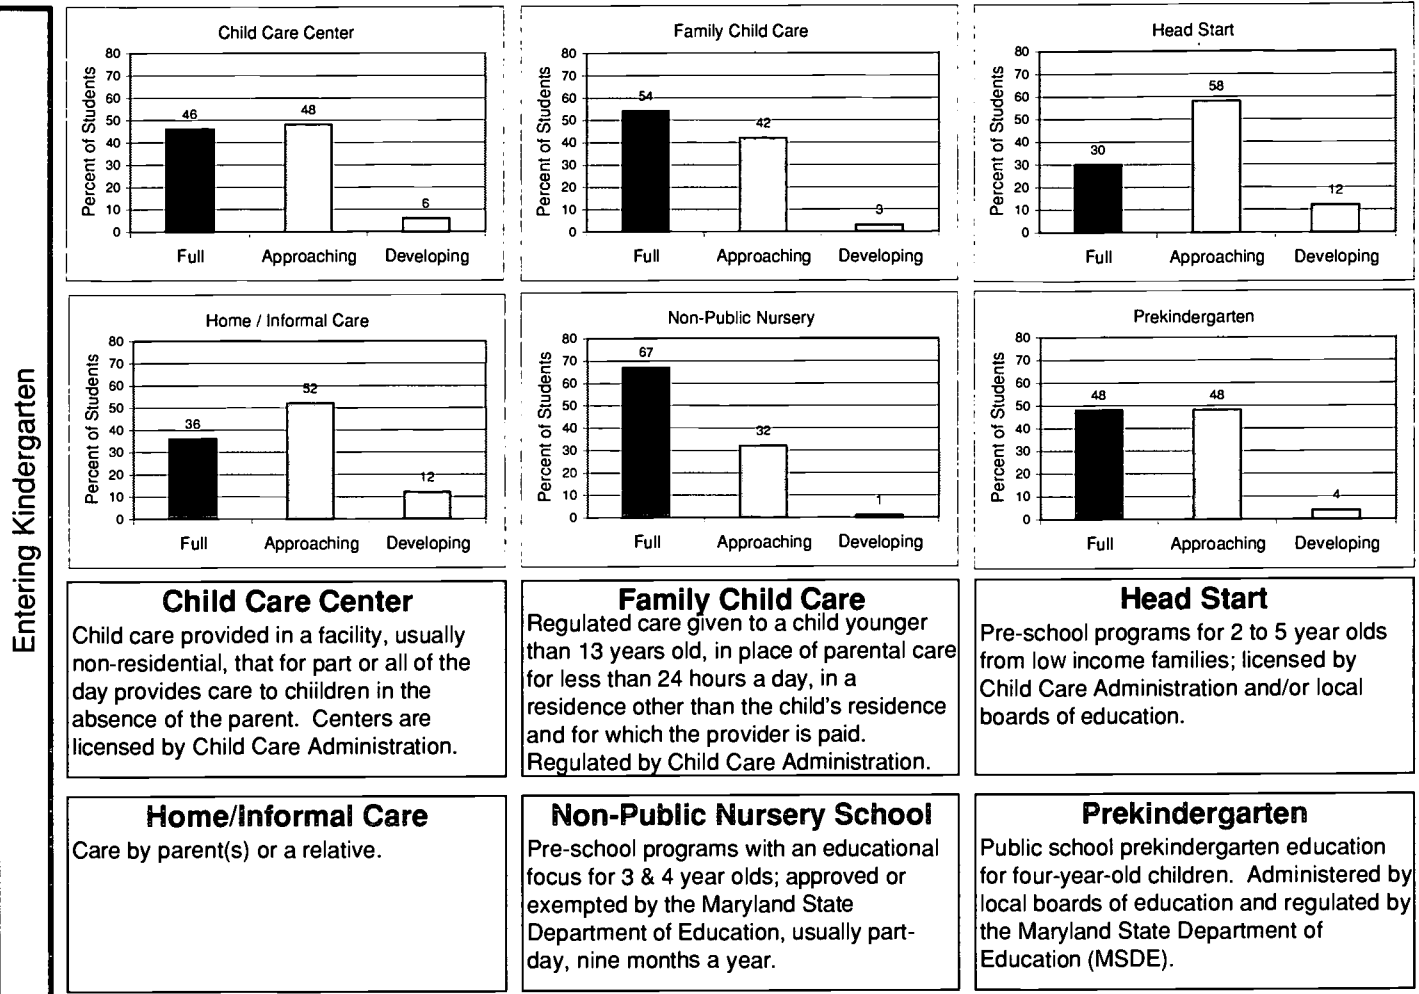 Entering Kindergarten
Child Care Center
Percent of Students
80
70
60
50
40
30
20
10
0
46
48
6
Full Approaching Developing
Family Child Care
Percent of Students
80
70
60
50
40
30
20
10
0
54
42
3
Full Approaching Developing
Head Start
Percent of Students
80
70
60
50
40
30
20
10
0
30
58
12
Full Approaching Developing
Home / Informal Care
Percent of Students
80
70
60
50
40
30
20
10
0
36
52
12
Full Approaching Developing
Non-Public Nursery
Percent of Students
80
70
60
50
40
30
20
10
0
67
32
1
Full Approaching Developing
Prekindergarten
Percent of Students
80
70
60
50
40
30
20
10
0
48
48
4
Full Approaching Developing
Child Care Center
Child care provided in a facility, usually
non-residential, that for part or all of the
day provides care to chiildren in the
absence of the parent. Centers are
licensed by Child Care Administration.
Family Child Care
Regulated care given to a child younger
than 13 years old, in place of parental care
for less than 24 hours a day, in a
residence other than the child's residence
and for which the provider is paid.
Regulated by Child Care Administration.
Head Start
Pre-school programs for 2 to 5 year olds
from low income families; licensed by
Child Care Administration and/or local
boards of education.
Home/Informal Care
Care by parent(s) or a relative.
Non-Public Nursery School
Pre-school programs with an educational
focus for 3 & 4 year olds; approved or
exempted by the Maryland State
Department of Education, usually part-
day, nine months a year.
Prekindergarten
Public school prekindergarten education
for four-year-old children. Administered by
local boards of education and regulated by
the Maryland State Department of
Education (MSDE).